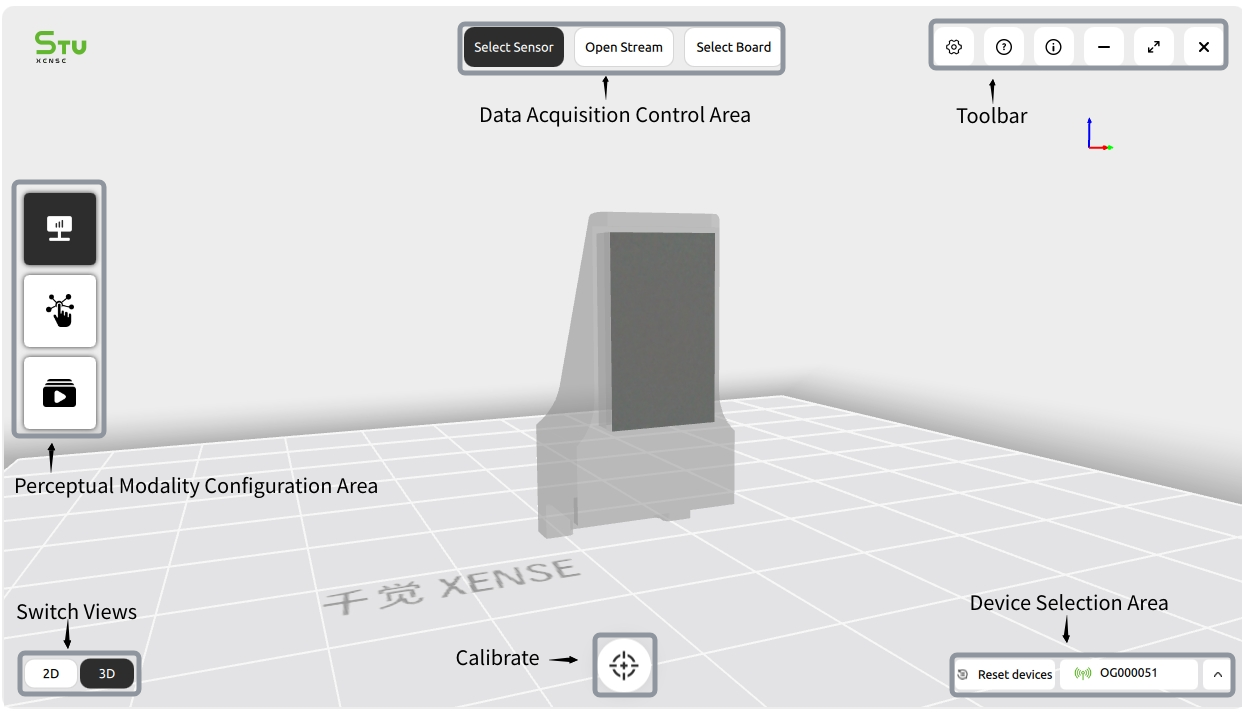 STU
XENSE
Select Sensor
Open Stream
Select Board
Data Acquisition Control Area
Toolbar
Perceptual Modality Configuration Area
千觉 XENSE
Switch Views
2D
3D
Calibrate
Device Selection Area
Reset devices
OG000051